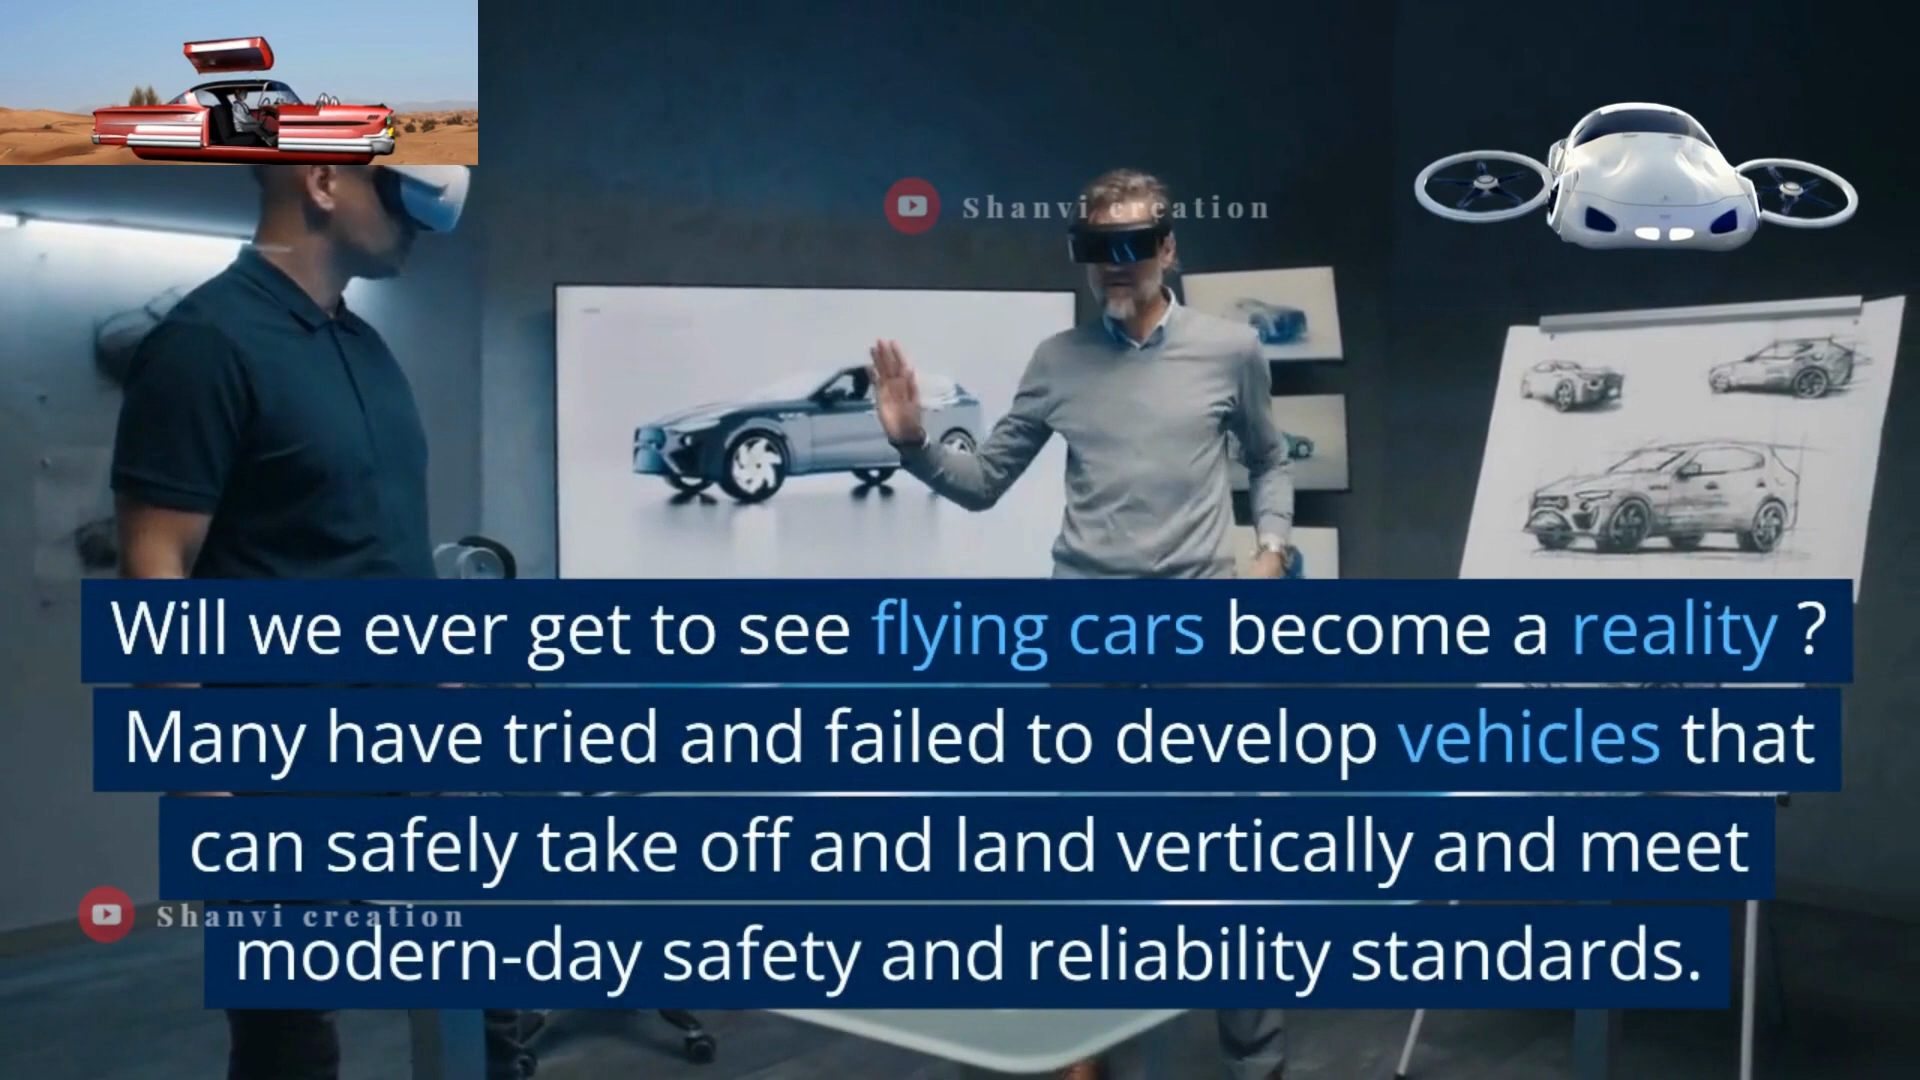 Shanvi creation
Will we ever get to see flying cars become a reality ?
Many have tried and failed to develop vehicles that
can safely take off and land vertically and meet
Shanvi creation
modern-day safety and reliability standards.